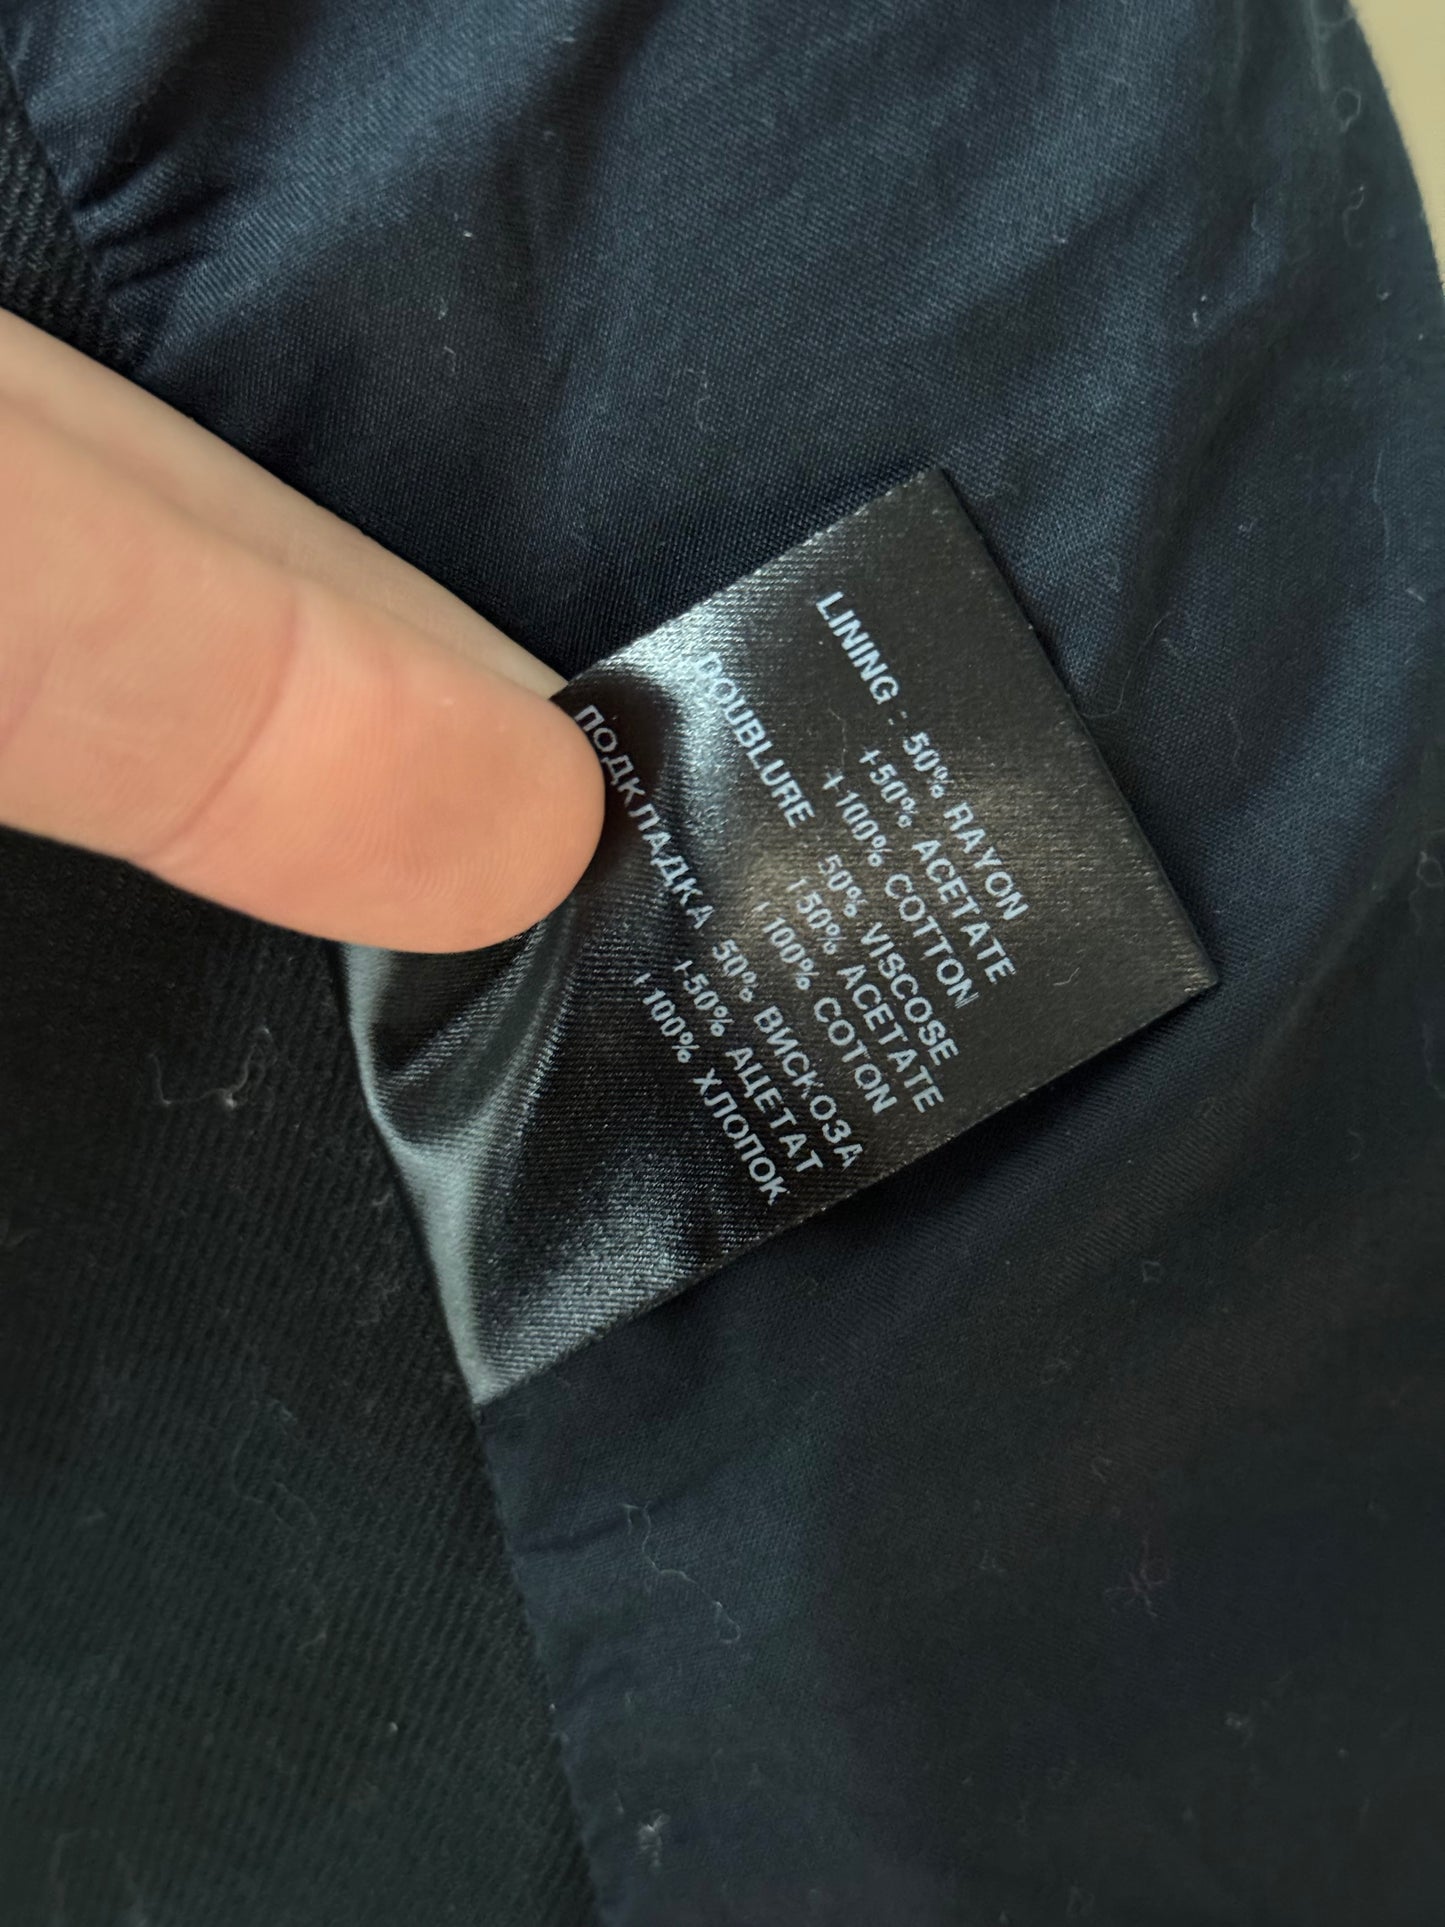 LINING : 50% RAYON
+50% ACETATE
+100% COTTON
DOUBLURE : 50% VISCOSE
+50% ACETATE
+100% COTON
ПОДКЛАДКА 50% ВИСКОЗА
+50% АЦЕТАТ
+100% ХЛОПОК